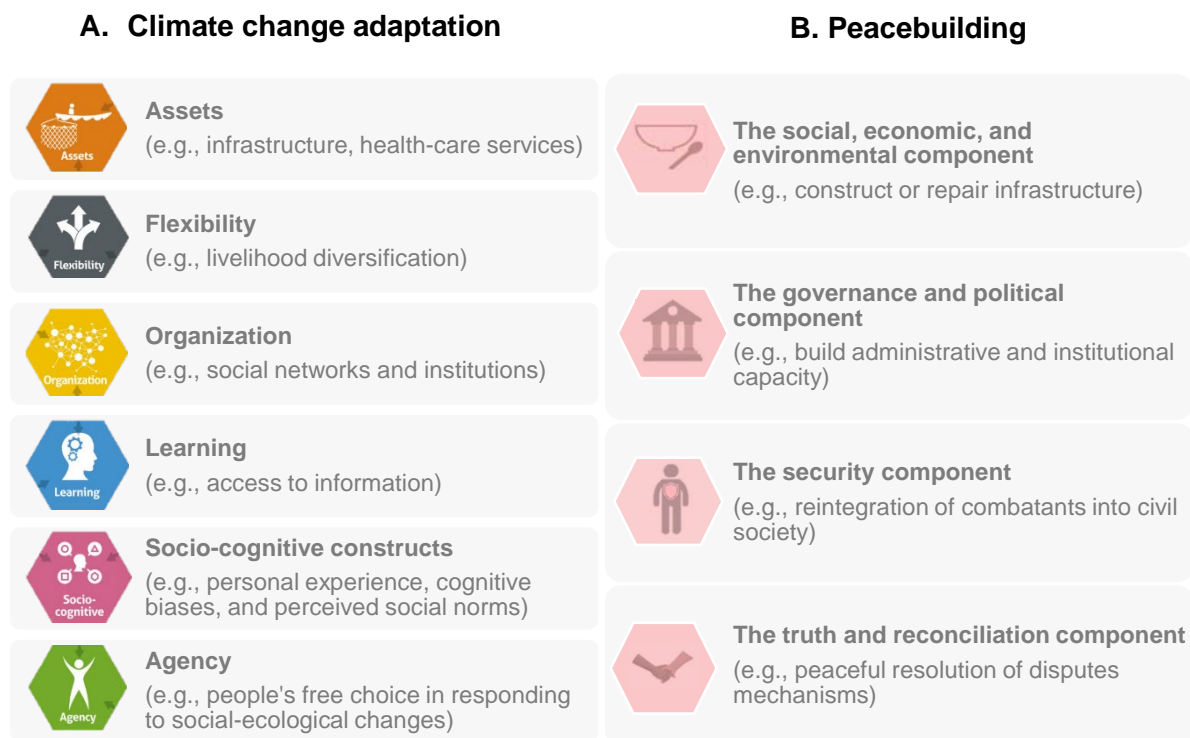 A. Climate change adaptation
Assets
Assets
(e.g., infrastructure, health-care services)
Flexibility
Flexibility
(e.g., livelihood diversification)
Organization
Organization
(e.g., social networks and institutions)
Learning
Learning
(e.g., access to information)
Socio-
cognitive
Socio-cognitive constructs
(e.g., personal experience, cognitive
biases, and perceived social norms)
Agency
Agency
(e.g., people's free choice in responding
to social-ecological changes)
B. Peacebuilding
The social, economic, and
environmental component
(e.g., construct or repair infrastructure)
The governance and political
component
(e.g., build administrative and institutional
capacity)
The security component
(e.g., reintegration of combatants into civil
society)
The truth and reconciliation component
(e.g., peaceful resolution of disputes
mechanisms)